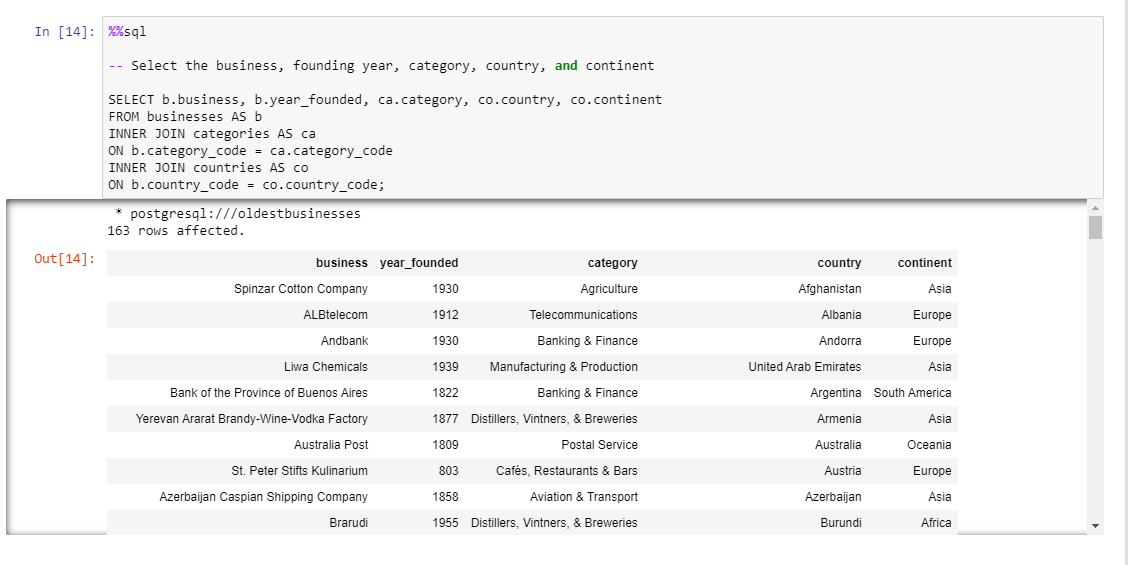 In [14]: %%sql
-- Select the business, founding year, category, country, and continent
SELECT b.business, b.year_founded, ca.category, co.country, co.continent
FROM businesses AS b
INNER JOIN categories AS ca
ON b.category_code = ca.category_code
INNER JOIN countries AS co
ON b.country_code = co.country_code;
* postgresql:///oldestbusinesses
163 rows affected.
Out[14]: business year_founded category country continent
Spinzar Cotton Company 1930 Agriculture Afghanistan Asia
ALBtelecom 1912 Telecommunications Albania Europe
Andbank 1930 Banking & Finance Andorra Europe
Liwa Chemicals 1939 Manufacturing & Production United Arab Emirates Asia
Bank of the Province of Buenos Aires 1822 Banking & Finance Argentina South America
Yerevan Ararat Brandy-Wine-Vodka Factory 1877 Distillers, Vintners, & Breweries Armenia Asia
Australia Post 1809 Postal Service Australia Oceania
St. Peter Stifts Kulinarium 803 Cafés, Restaurants & Bars Austria Europe
Azerbaijan Caspian Shipping Company 1858 Aviation & Transport Azerbaijan Asia
Brarudi 1955 Distillers, Vintners, & Breweries Burundi Africa